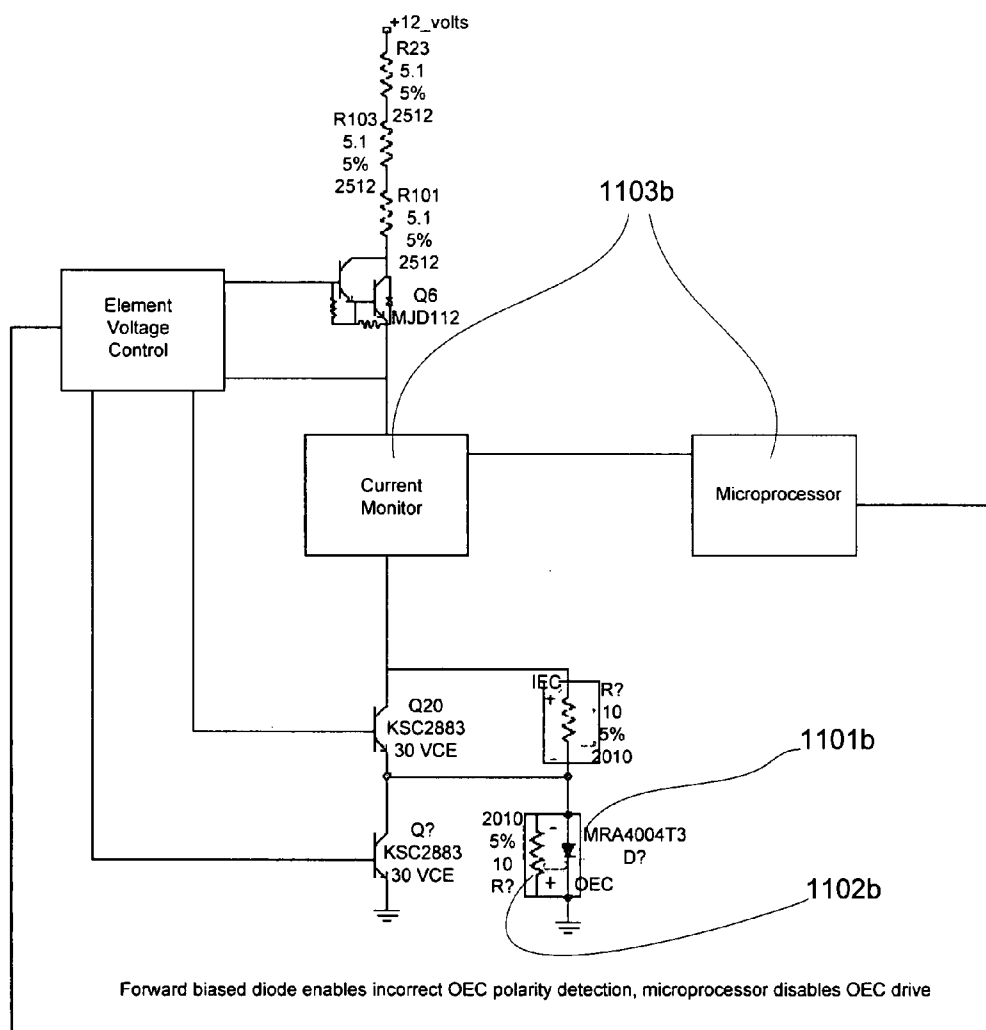 +12_volts
R23
5.1
5%
2512
R103
5.1
5%
2512
R101
5.1
5%
2512
1103b
Element
Voltage
Control
Q6
MJD112
Current
Monitor
Microprocessor
IEC
+
-
R?
10
5%
2010
Q20
KSC2883
30 VCE
1101b
Q?
KSC2883
30 VCE
2010
5%
10
R?
-
+
MRA4004T3
D?
OEC
1102b
Forward biased diode enables incorrect OEC polarity detection, microprocessor disables OEC drive